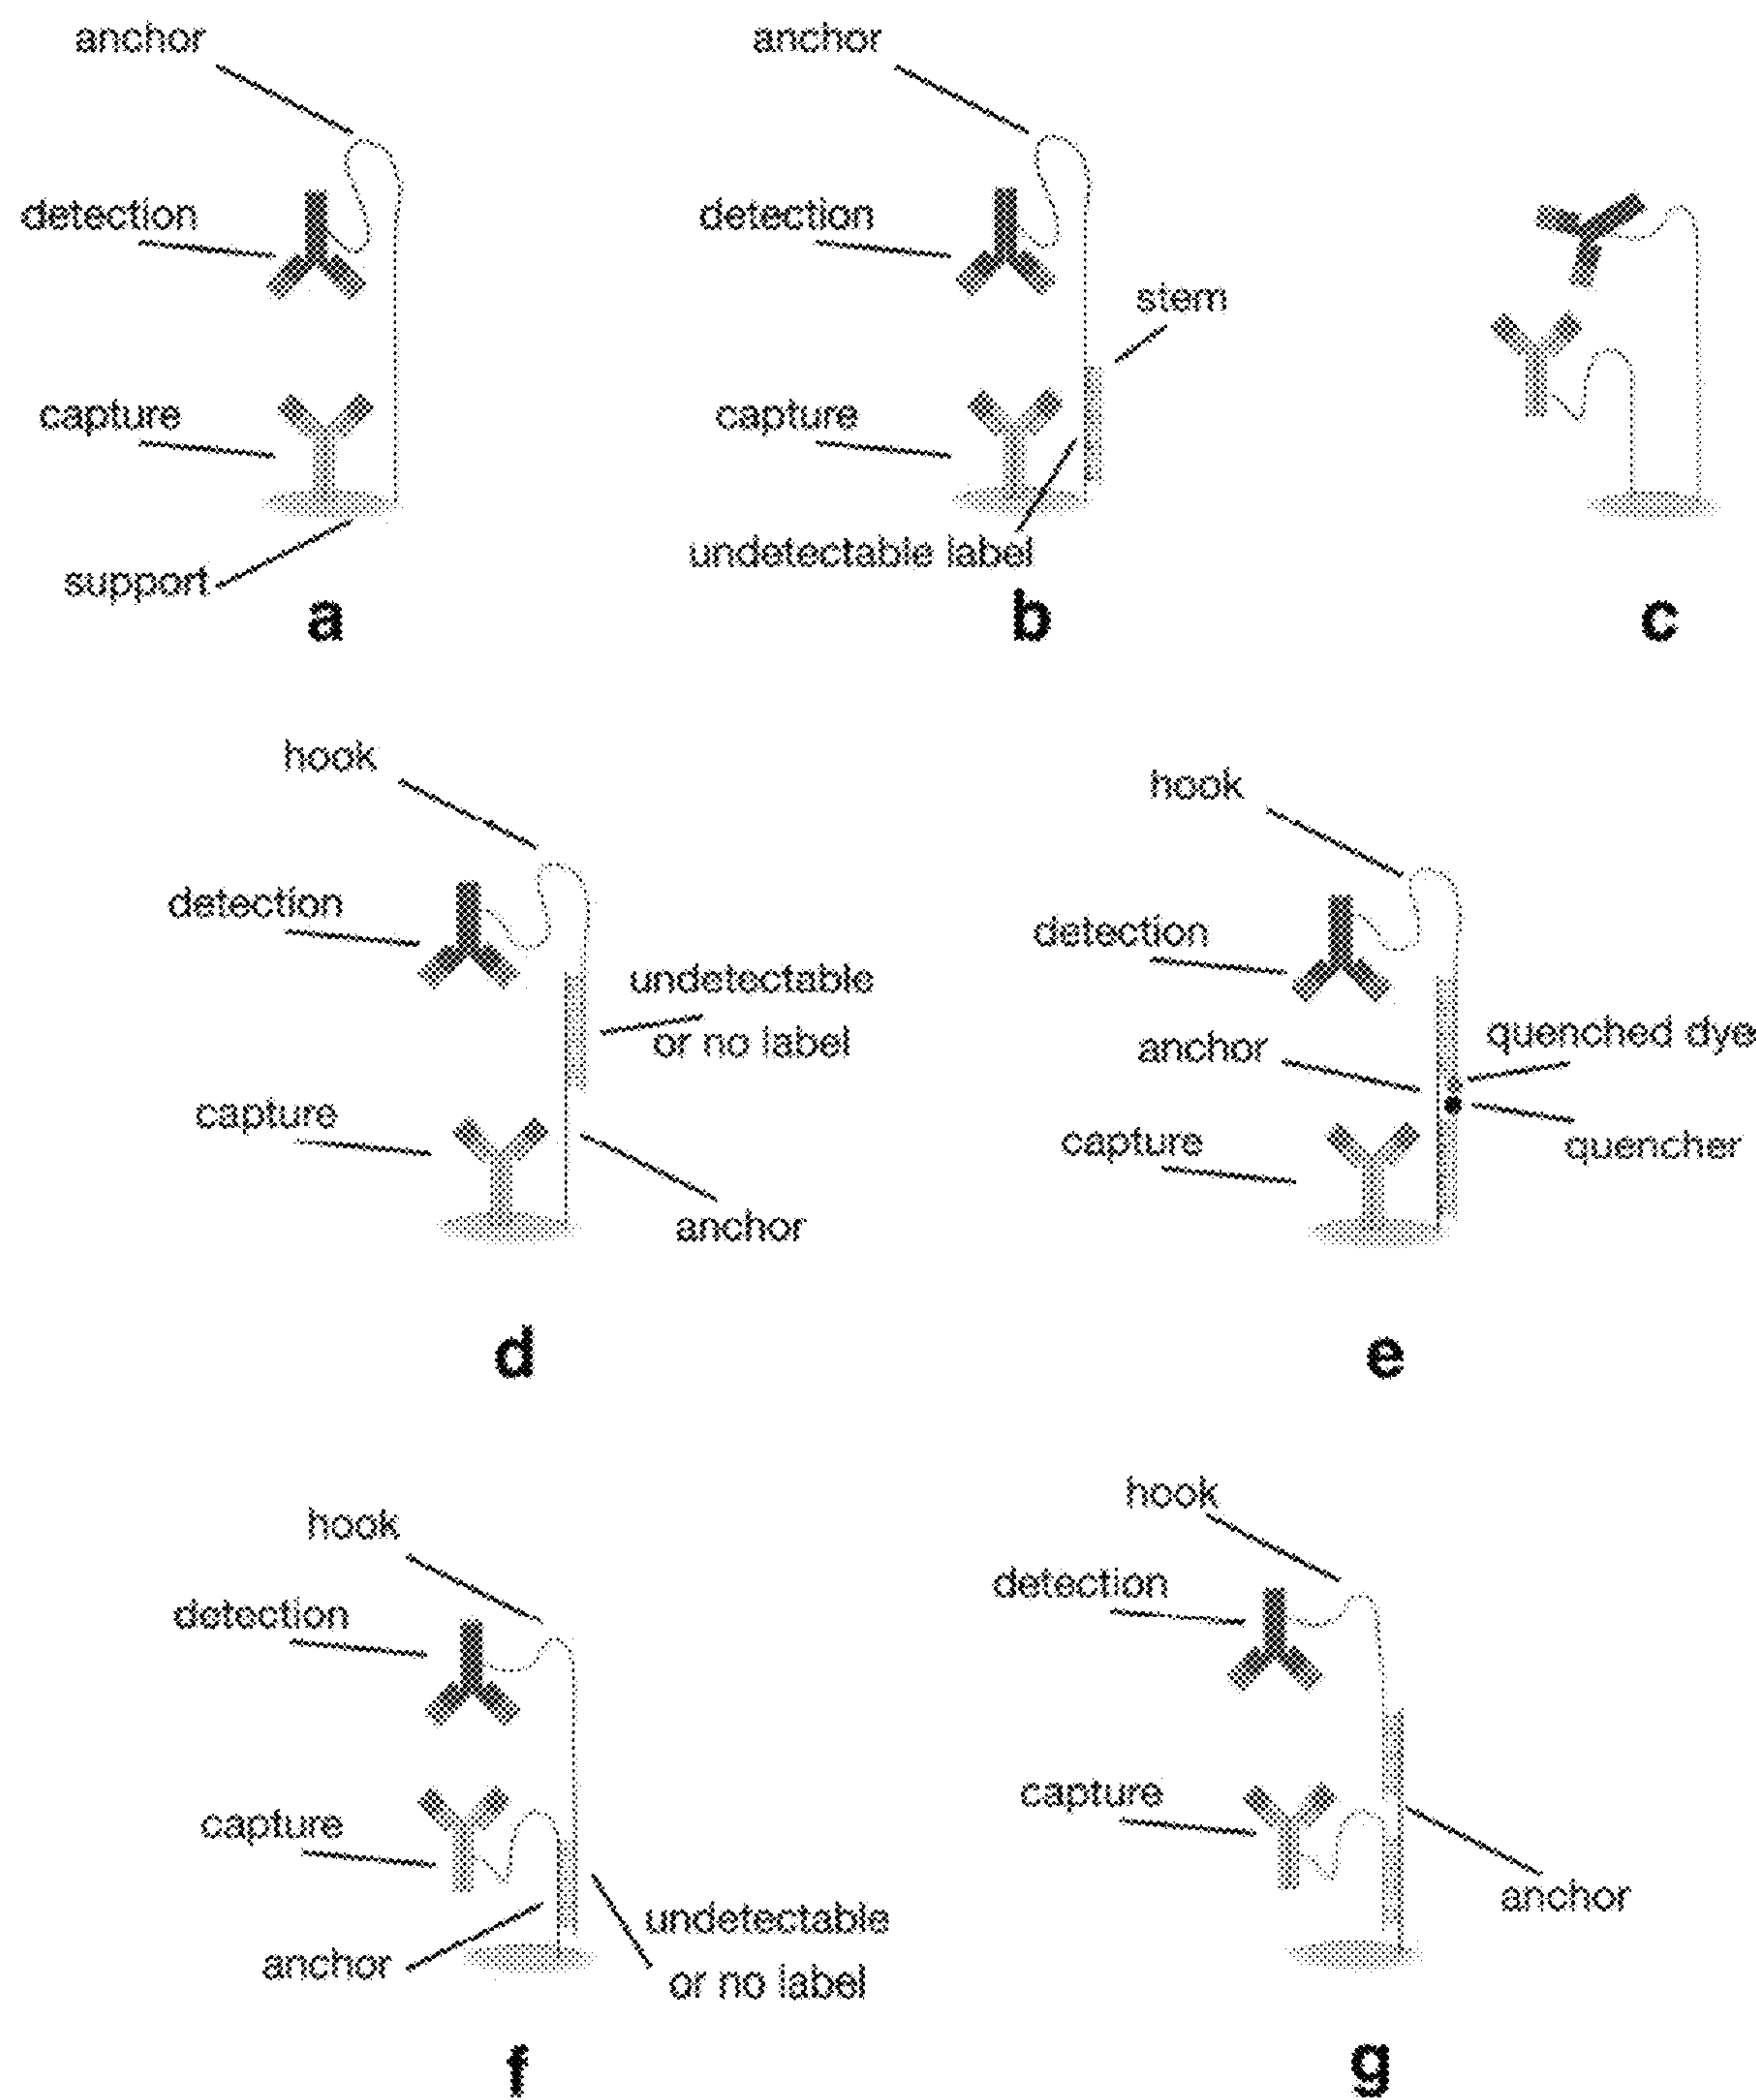 anchor
detection
capture
support
a
anchor
detection
stem
capture
undetectable label
b
c
hook
detection
undetectable
or no label
capture
anchor
d
hook
detection
anchor
quenched dye
capture
quencher
e
hook
detection
capture
anchor
undetectable
or no label
f
hook
detection
capture
anchor
g